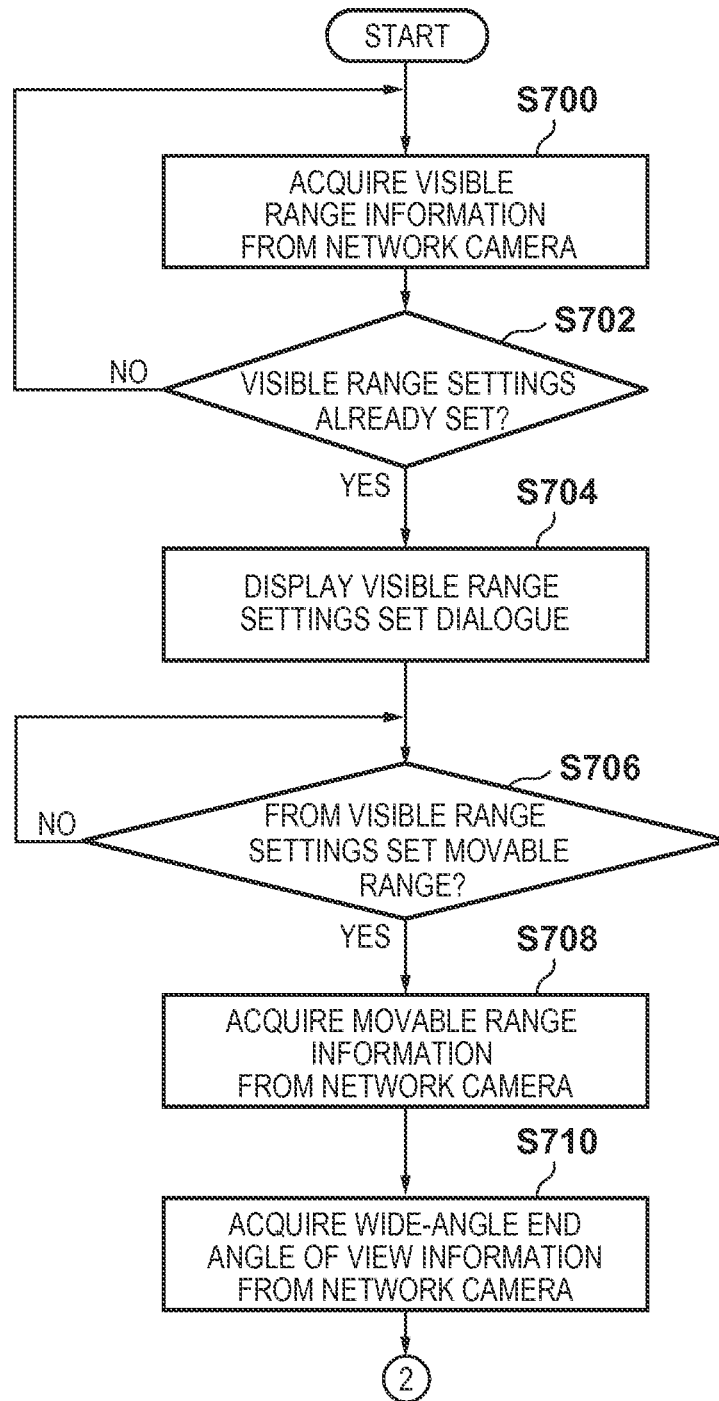 START
S700
ACQUIRE VISIBLE
RANGE INFORMATION
FROM NETWORK CAMERA
S702
NO
VISIBLE RANGE SETTINGS
ALREADY SET?
YES
S704
DISPLAY VISIBLE RANGE
SETTINGS SET DIALOGUE
S706
NO
FROM VISIBLE RANGE
SETTINGS SET MOVABLE
RANGE?
YES
S708
ACQUIRE MOVABLE RANGE
INFORMATION
FROM NETWORK CAMERA
S710
ACQUIRE WIDE-ANGLE END
ANGLE OF VIEW INFORMATION
FROM NETWORK CAMERA
2